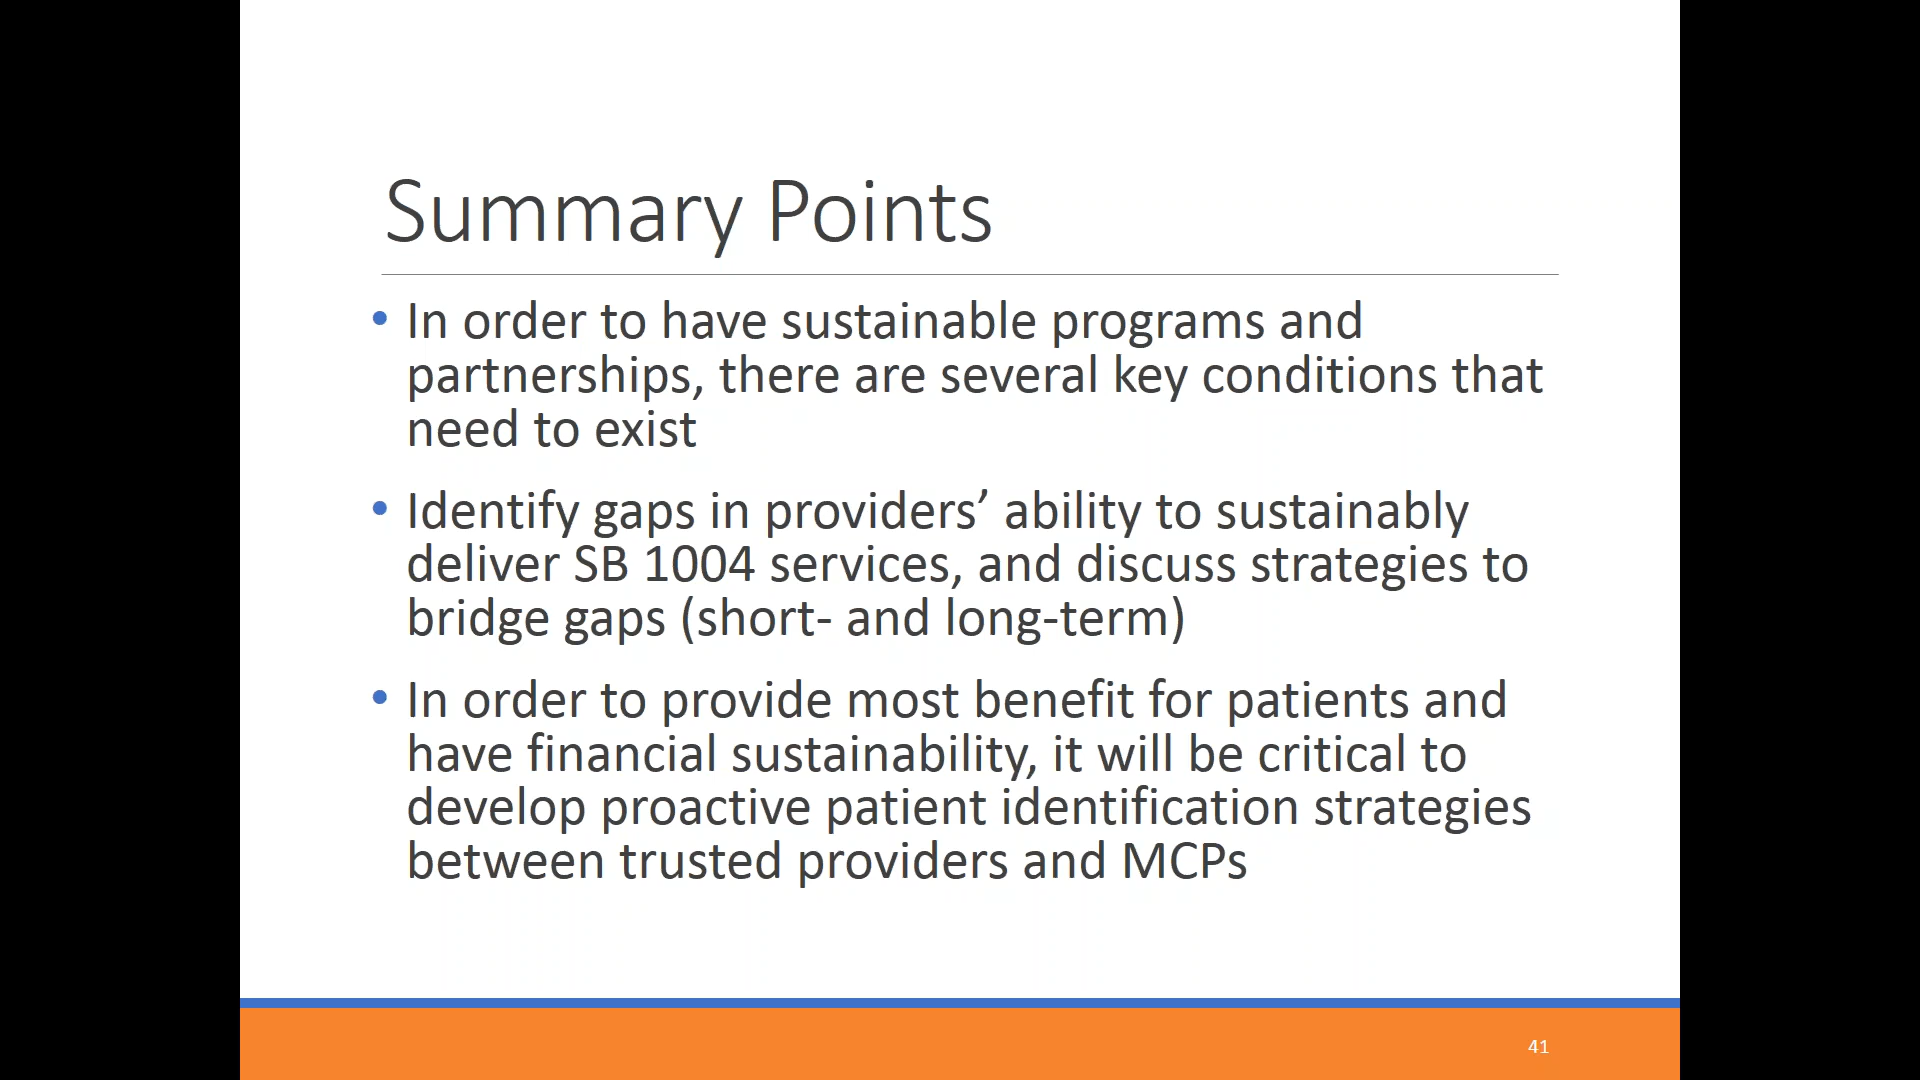 Summary Points
• In order to have sustainable programs and
partnerships, there are several key conditions that
need to exist
• Identify gaps in providers’ ability to sustainably
deliver SB 1004 services, and discuss strategies to
bridge gaps (short- and long-term)
• In order to provide most benefit for patients and
have financial sustainability, it will be critical to
develop proactive patient identification strategies
between trusted providers and MCPs
41